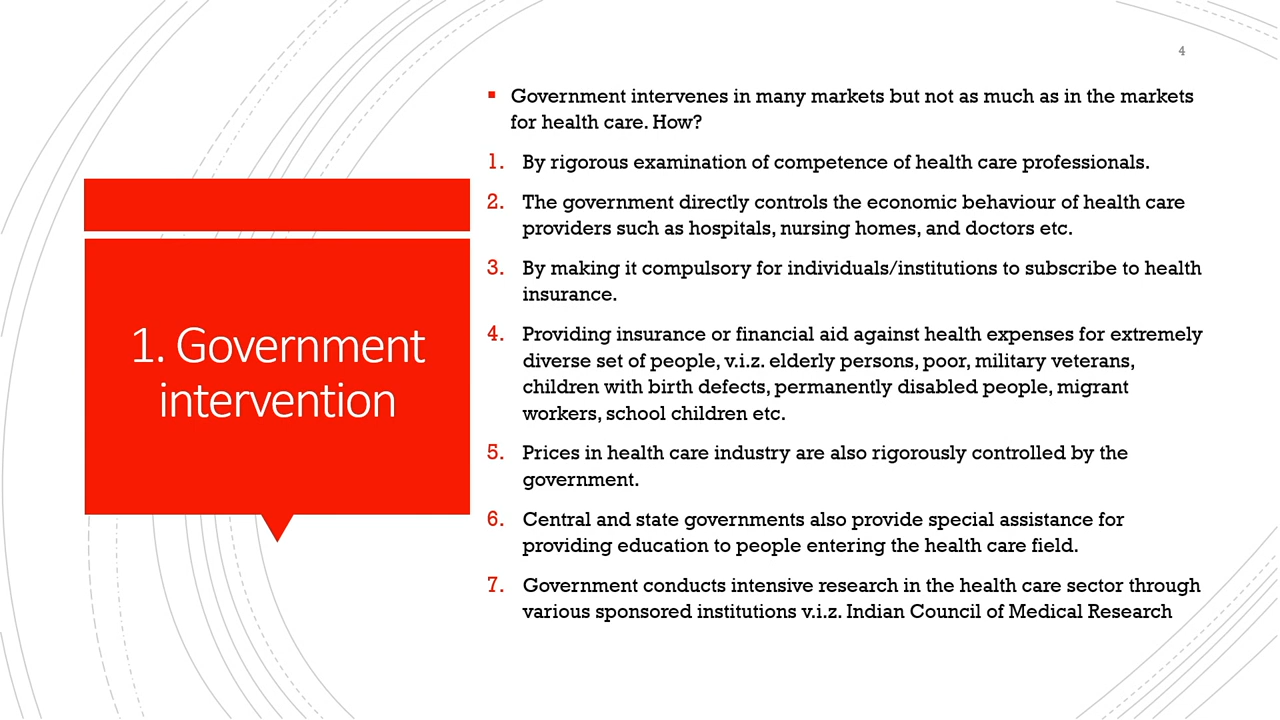 4
1. Government
intervention
Government intervenes in many markets but not as much as in the markets
for health care. How?
1. By rigorous examination of competence of health care professionals.
2. The government directly controls the economic behaviour of health care
providers such as hospitals, nursing homes, and doctors etc.
3. By making it compulsory for individuals/institutions to subscribe to health
insurance.
4. Providing insurance or financial aid against health expenses for extremely
diverse set of people, v.i.z. elderly persons, poor, military veterans,
children with birth defects, permanently disabled people, migrant
workers, school children etc.
5. Prices in health care industry are also rigorously controlled by the
government.
6. Central and state governments also provide special assistance for
providing education to people entering the health care field.
7. Government conducts intensive research in the health care sector through
various sponsored institutions v.i.z. Indian Council of Medical Research